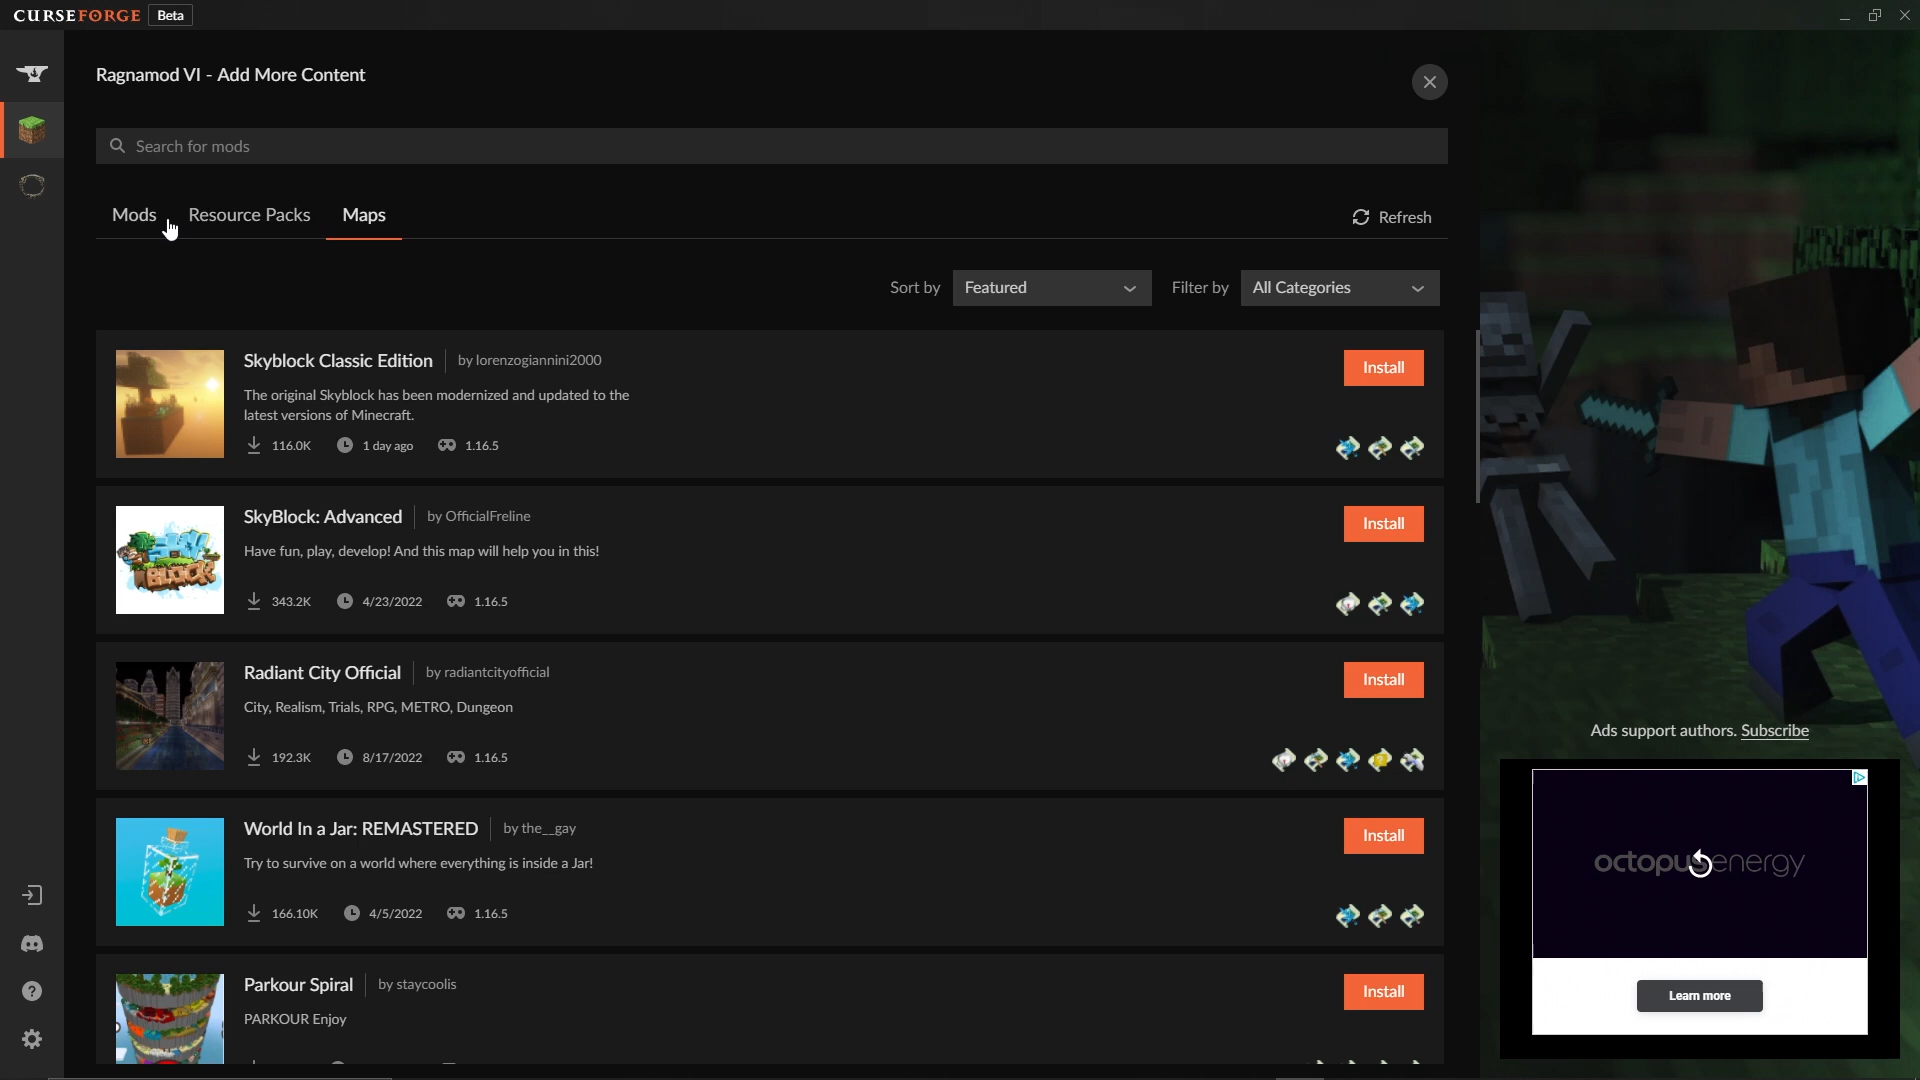 CURSEFORGE Beta
Ragnamod VI - Add More Content
Search for mods
Mods Resource Packs Maps
Refresh
Sort by Featured Filter by All Categories
Skyblock Classic Edition by lorenzogiannini2000
Install
The original Skyblock has been modernized and updated to the
latest versions of Minecraft.
116.0K 1 day ago 1.16.5
SkyBlock: Advanced by OfficialFreline
Install
Have fun, play, develop! And this map will help you in this!
343.2K 4/23/2022 1.16.5
Radiant City Official by radiantcityofficial
Install
City, Realism, Trials, RPG, METRO, Dungeon
192.3K 8/17/2022 1.16.5
World In a Jar: REMASTERED by the__gay
Install
Try to survive on a world where everything is inside a Jar!
166.10K 4/5/2022 1.16.5
Parkour Spiral by staycoolis
Install
PARKOUR Enjoy
Ads support authors. Subscribe
octopusenergy
Learn more